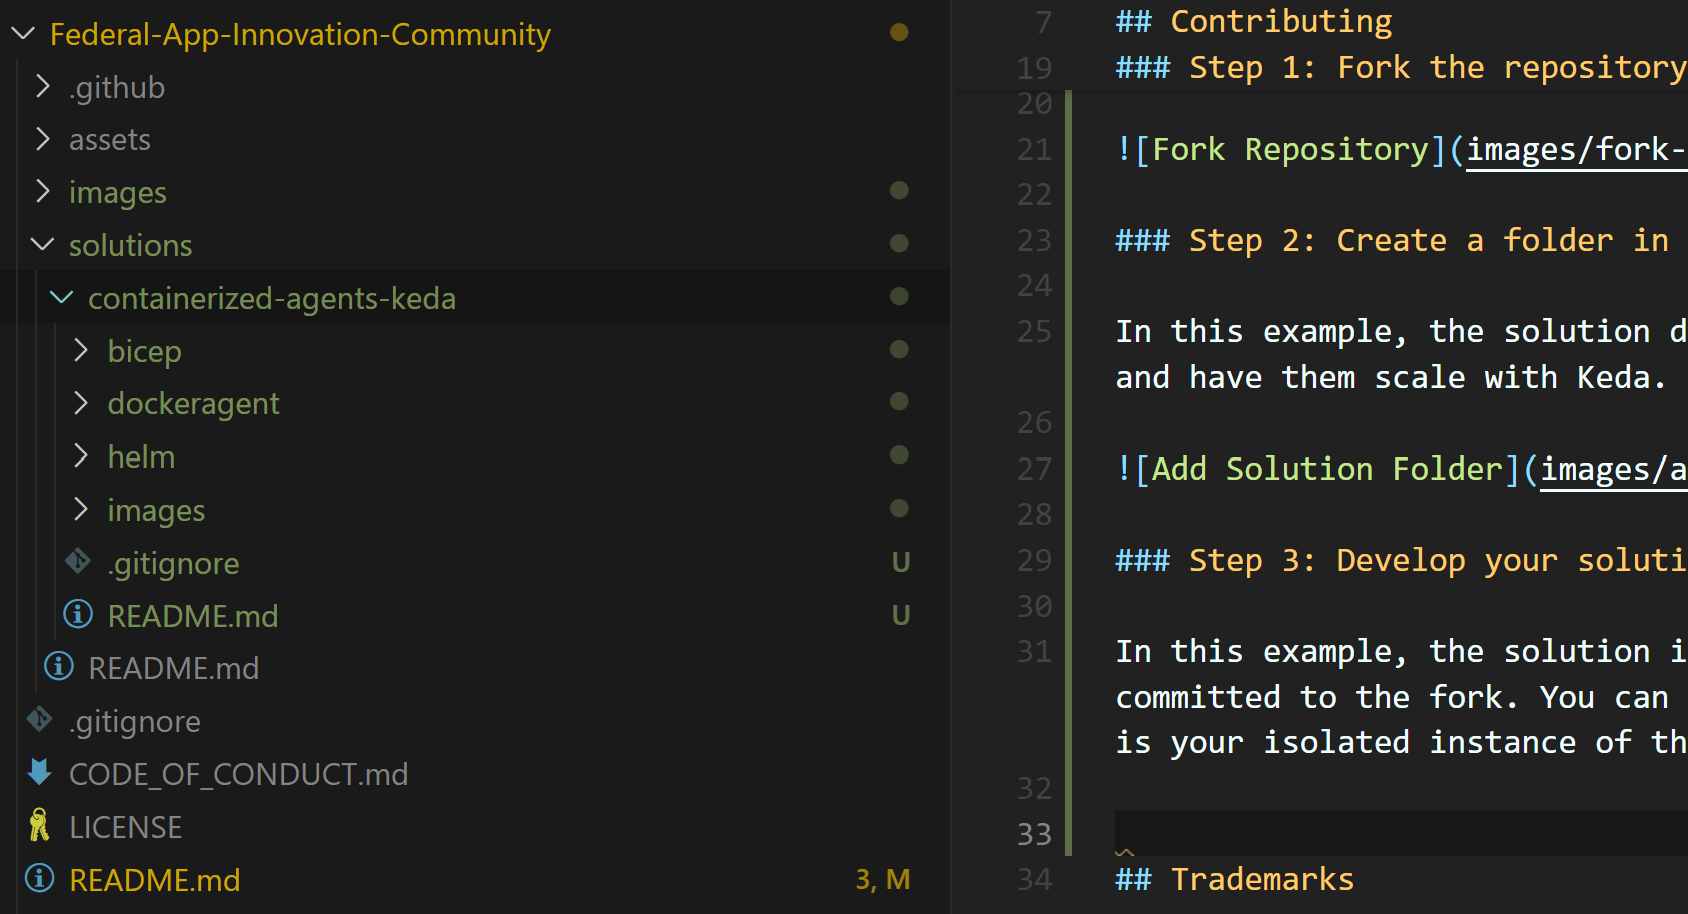 Federal-App-Innovation-Community
.github
assets
images
solutions
containerized-agents-keda
bicep
dockeragent
helm
images
.gitignore U
README.md U
README.md
.gitignore
CODE_OF_CONDUCT.md
LICENSE
README.md 3, M
7 ## Contributing
19 ### Step 1: Fork the repository
20
21 ![Fork Repository](images/fork-
22
23 ### Step 2: Create a folder in
24
25 In this example, the solution d
and have them scale with Keda.
26
27 ![Add Solution Folder](images/a
28
29 ### Step 3: Develop your soluti
30
31 In this example, the solution i
committed to the fork. You can
is your isolated instance of th
32
33
34 ## Trademarks